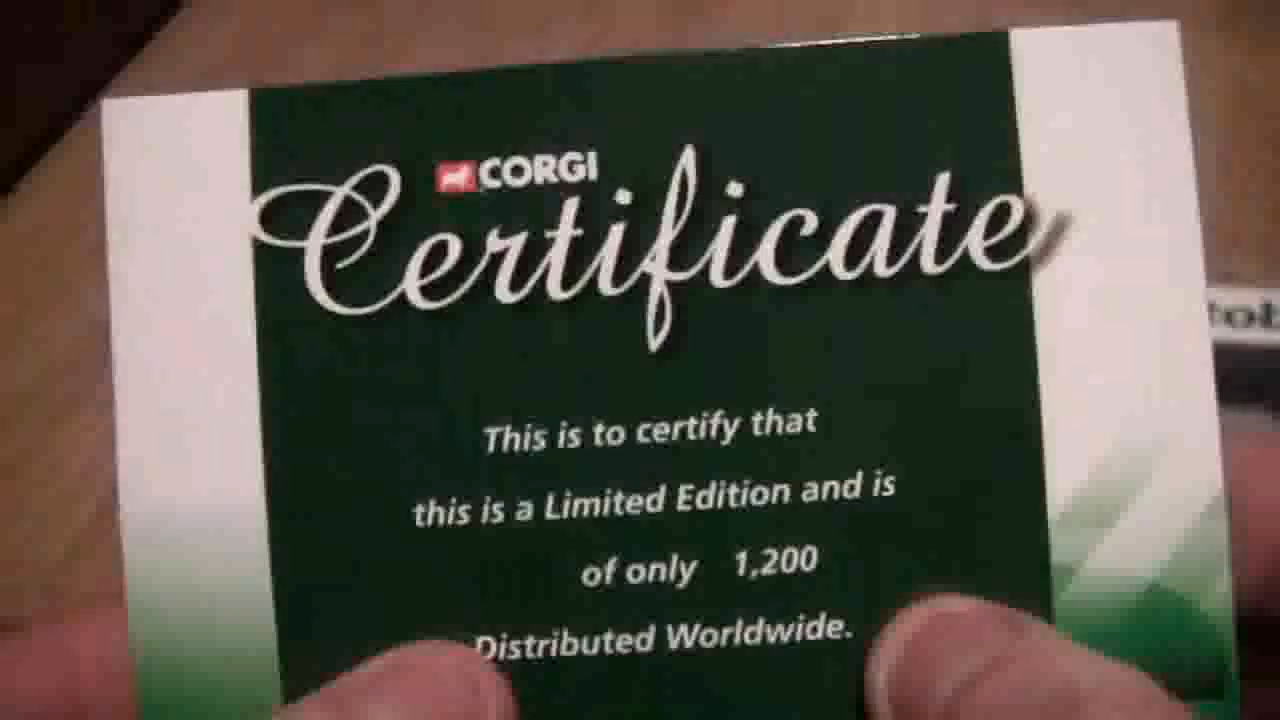 CORGI
Certificate
This is to certify that
this is a Limited Edition and is
of only 1,200
Distributed Worldwide.